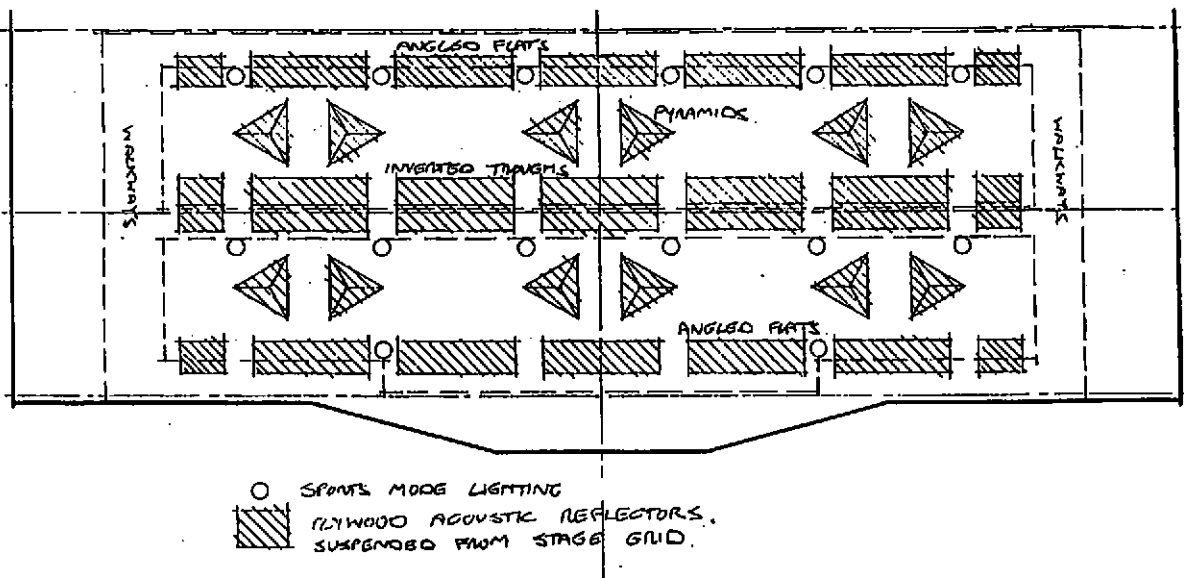 ANGLED FLATS
PYRAMIDS.
WALKWAYS
INVERTED TROUGHS
WALKWAYS
ANGLED FLATS
SPORTS MODE LIGHTING
PLYWOOD ACOUSTIC REFLECTORS.
SUSPENDED FROM STAGE GRID.